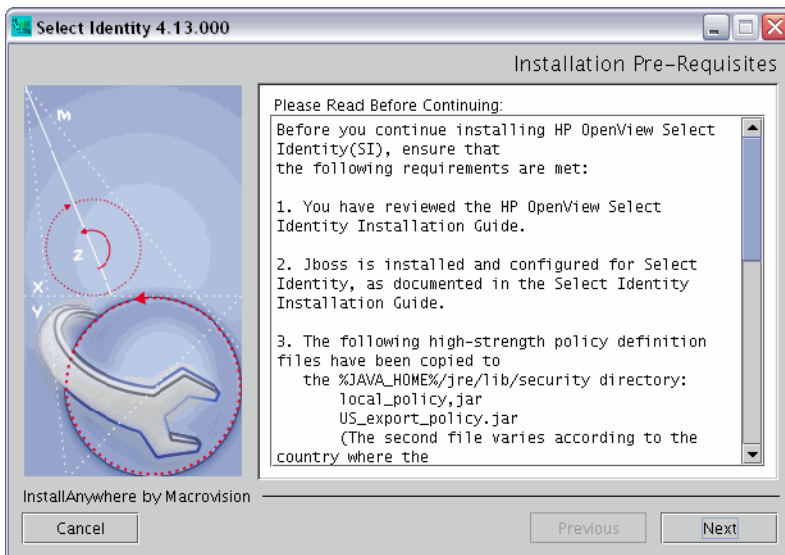 Select Identity 4.13.000
Installation Pre-Requisites
M
Z
X
Y
Please Read Before Continuing:
Before you continue installing HP OpenView Select
Identity(SI), ensure that
the following requirements are met:
1. You have reviewed the HP OpenView Select
Identity Installation Guide.
2. Jboss is installed and configured for Select
Identity, as documented in the Select Identity
Installation Guide.
3. The following high-strength policy definition
files have been copied to
the %JAVA_HOME%/jre/lib/security directory:
local_policy,jar
US_export_policy.jar
(The second file varies according to the
country where the
InstallAnywhere by Macrovision
Cancel
Previous
Next